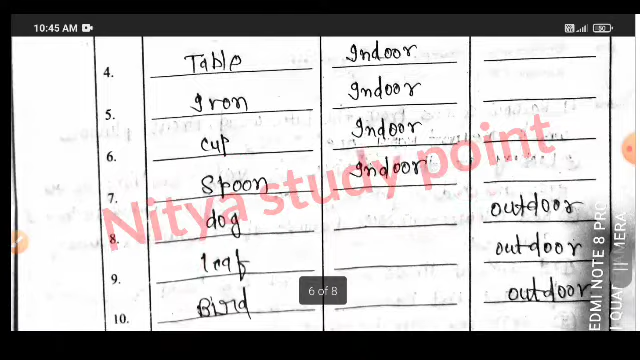 10:45 AM
Table Indoor
4.
Iron Indoor
5.
cup Indoor
6.
Spoon Indoor
7.
dog outdoor
8.
leaf outdoor
9.
Bird outdoor
10.
Nitya study point
6 of 8
EDMI NOTE 8 PRO
I QUAD CAMERA